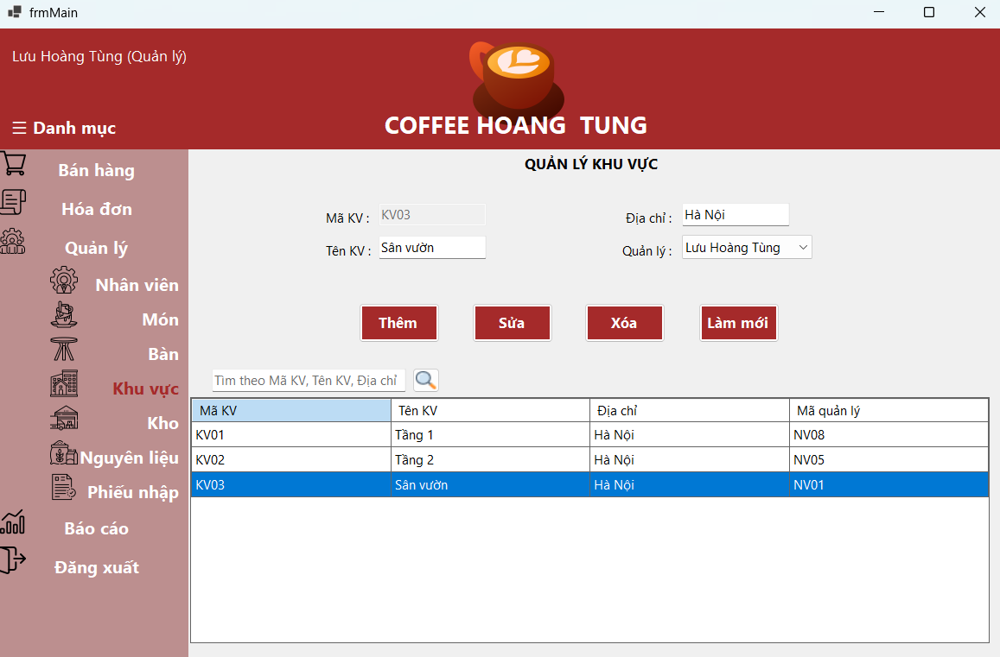 frmMain
Lưu Hoàng Tùng (Quản lý)
☰ Danh mục
COFFEE HOANG TUNG
Bán hàng
Hóa đơn
Quản lý
Nhân viên
Món
Bàn
Khu vực
Kho
Nguyên liệu
Phiếu nhập
Báo cáo
Đăng xuất
QUẢN LÝ KHU VỰC
Mã KV : KV03 Địa chỉ : Hà Nội
Tên KV : Sân vườn Quản lý : Lưu Hoàng Tùng
Thêm Sửa Xóa Làm mới
Tìm theo Mã KV, Tên KV, Địa chỉ
Mã KV Tên KV Địa chỉ Mã quản lý
KV01 Tầng 1 Hà Nội NV08
KV02 Tầng 2 Hà Nội NV05
KV03 Sân vườn Hà Nội NV01